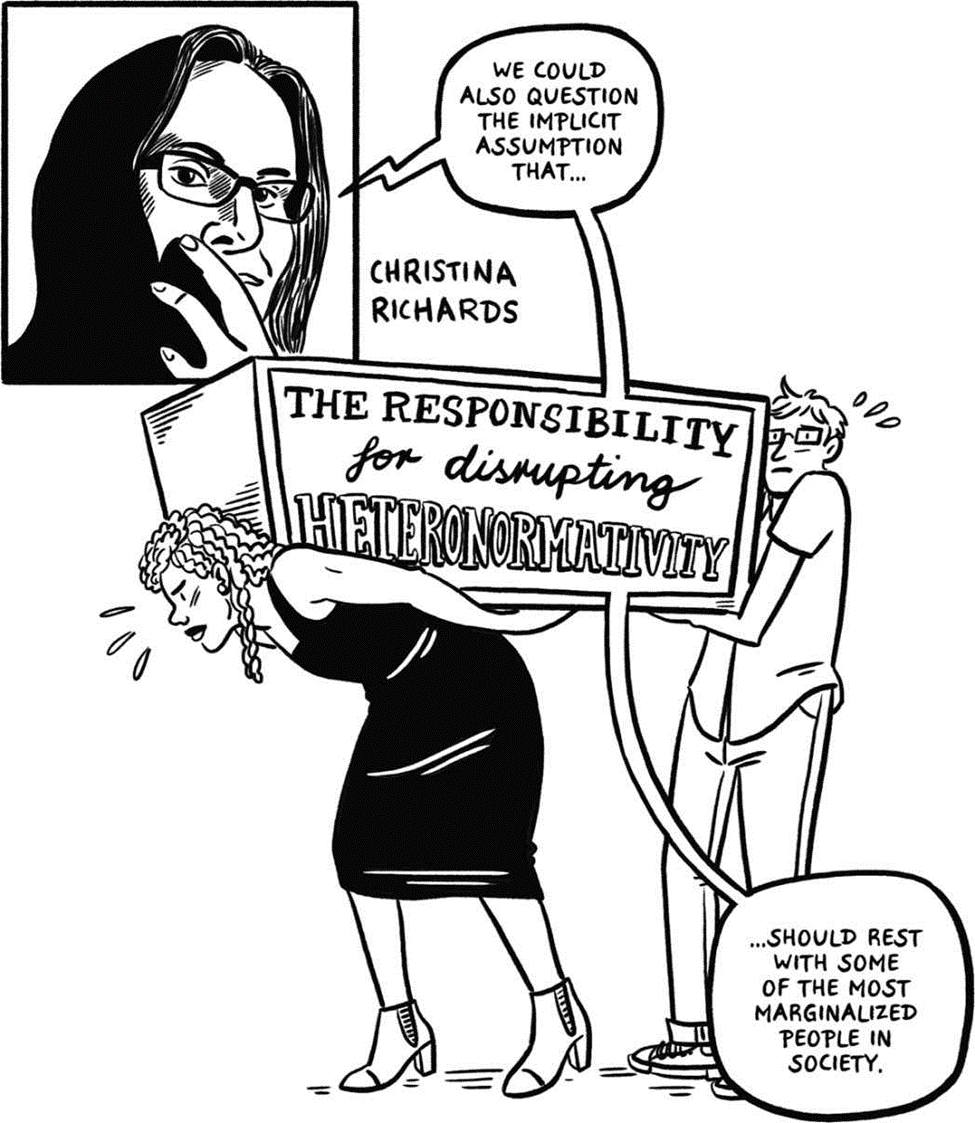 WE COULD
ALSO QUESTION
THE IMPLICIT
ASSUMPTION
THAT...
CHRISTINA
RICHARDS
THE RESPONSIBILITY
for disrupting
HETERONORMATIVITY
...SHOULD REST
WITH SOME
OF THE MOST
MARGINALIZED
PEOPLE IN
SOCIETY.